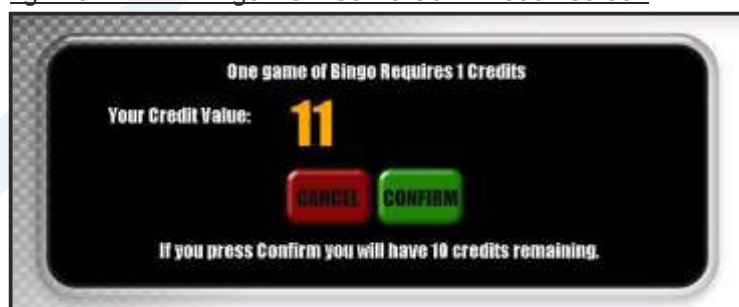 One game of Bingo Requires 1 Credits
Your Credit Value: 11
CANCEL CONFIRM
If you press Confirm you will have 10 credits remaining.